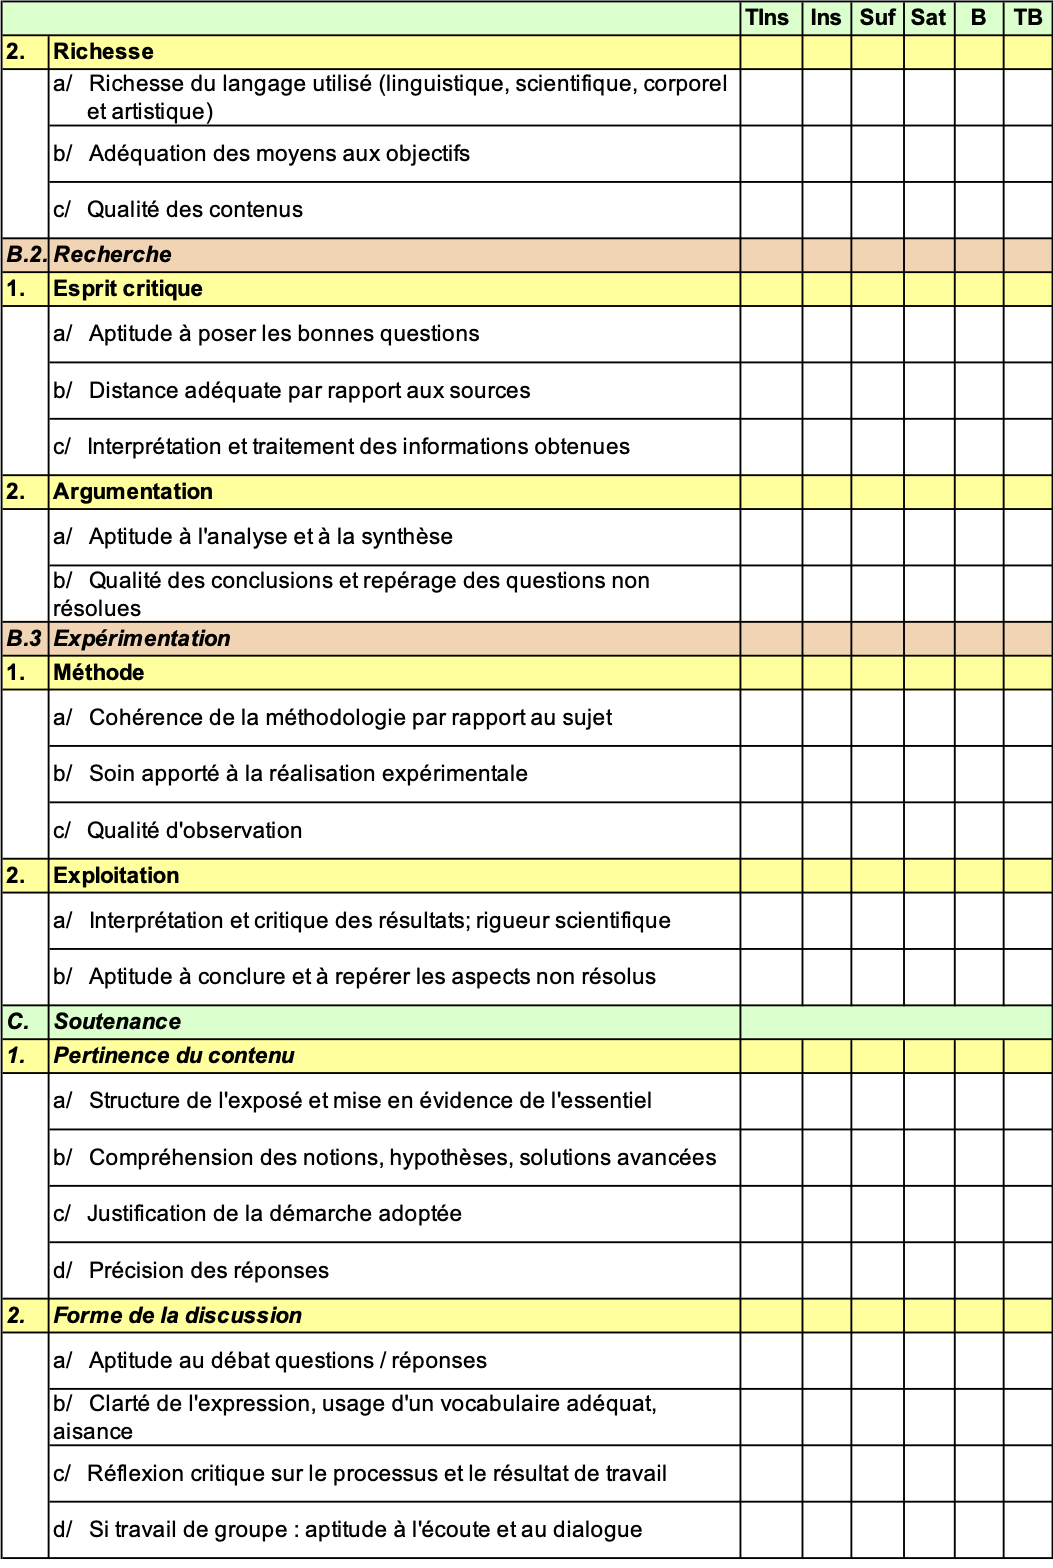 TIns Ins Suf Sat B TB
2. Richesse
a/ Richesse du langage utilisé (linguistique, scientifique, corporel
et artistique)
b/ Adéquation des moyens aux objectifs
c/ Qualité des contenus
B.2. Recherche
1. Esprit critique
a/ Aptitude à poser les bonnes questions
b/ Distance adéquate par rapport aux sources
c/ Interprétation et traitement des informations obtenues
2. Argumentation
a/ Aptitude à l'analyse et à la synthèse
b/ Qualité des conclusions et repérage des questions non
résolues
B.3 Expérimentation
1. Méthode
a/ Cohérence de la méthodologie par rapport au sujet
b/ Soin apporté à la réalisation expérimentale
c/ Qualité d'observation
2. Exploitation
a/ Interprétation et critique des résultats; rigueur scientifique
b/ Aptitude à conclure et à repérer les aspects non résolus
C. Soutenance
1. Pertinence du contenu
a/ Structure de l'exposé et mise en évidence de l'essentiel
b/ Compréhension des notions, hypothèses, solutions avancées
c/ Justification de la démarche adoptée
d/ Précision des réponses
2. Forme de la discussion
a/ Aptitude au débat questions / réponses
b/ Clarté de l'expression, usage d'un vocabulaire adéquat,
aisance
c/ Réflexion critique sur le processus et le résultat de travail
d/ Si travail de groupe : aptitude à l'écoute et au dialogue